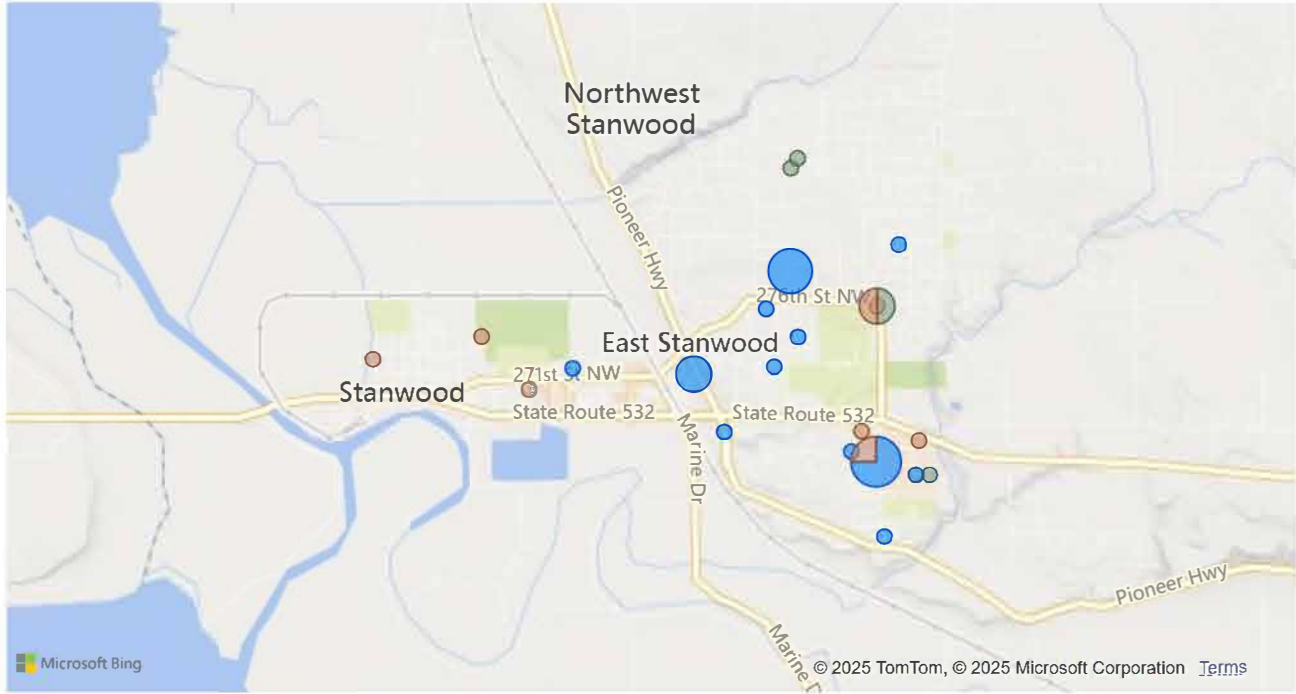 Northwest
Stanwood
Pioneer Hwy
276th St NW
East Stanwood
271st St NW
Stanwood
State Route 532
State Route 532
Marine Dr
Pioneer Hwy
Marine D
Microsoft Bing
© 2025 TomTom, © 2025 Microsoft Corporation Terms